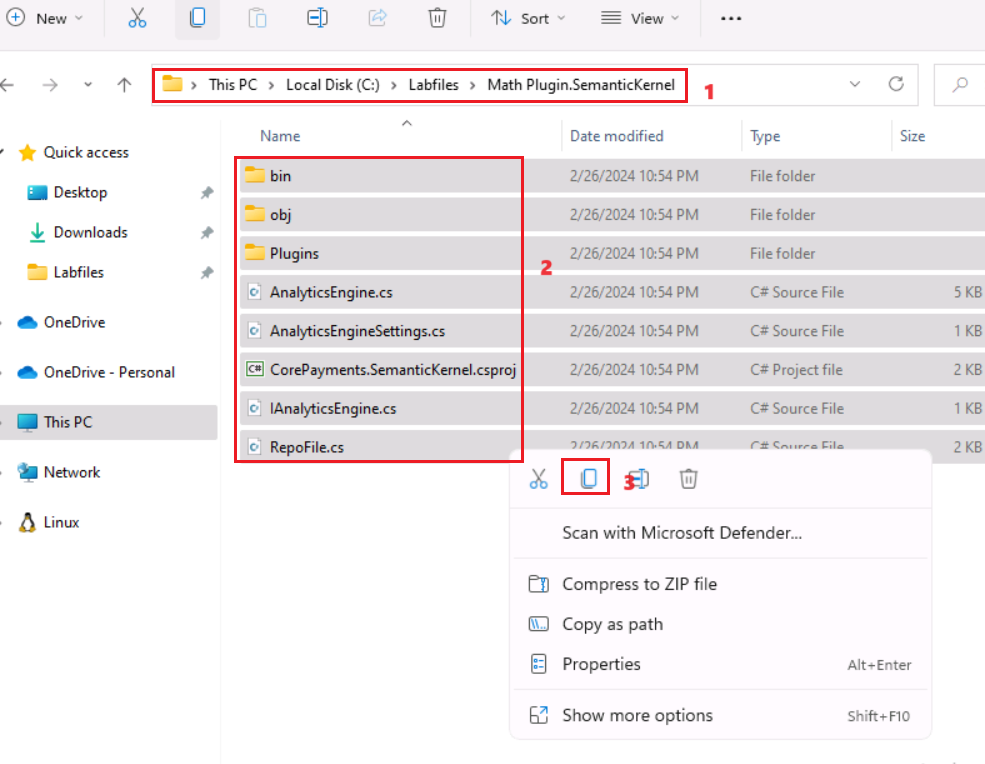 New Sort View
This PC Local Disk (C:) Labfiles Math Plugin.SemanticKernel 1
Name Date modified Type Size
Quick access
Desktop
Downloads
Labfiles
OneDrive
OneDrive - Personal
This PC
Network
Linux
bin 2/26/2024 10:54 PM File folder
obj 2/26/2024 10:54 PM File folder
Plugins 2/26/2024 10:54 PM File folder
2
AnalyticsEngine.cs 2/26/2024 10:54 PM C# Source File 5 KB
AnalyticsEngineSettings.cs 2/26/2024 10:54 PM C# Source File 1 KB
C# CorePayments.SemanticKernel.csproj 2/26/2024 10:54 PM C# Project file 2 KB
IAnalyticsEngine.cs 2/26/2024 10:54 PM C# Source File 1 KB
RepoFile.cs 2/26/2024 10:54 PM C# Source File 2 KB
3
Scan with Microsoft Defender...
Compress to ZIP file
Copy as path
Properties Alt+Enter
Show more options Shift+F10